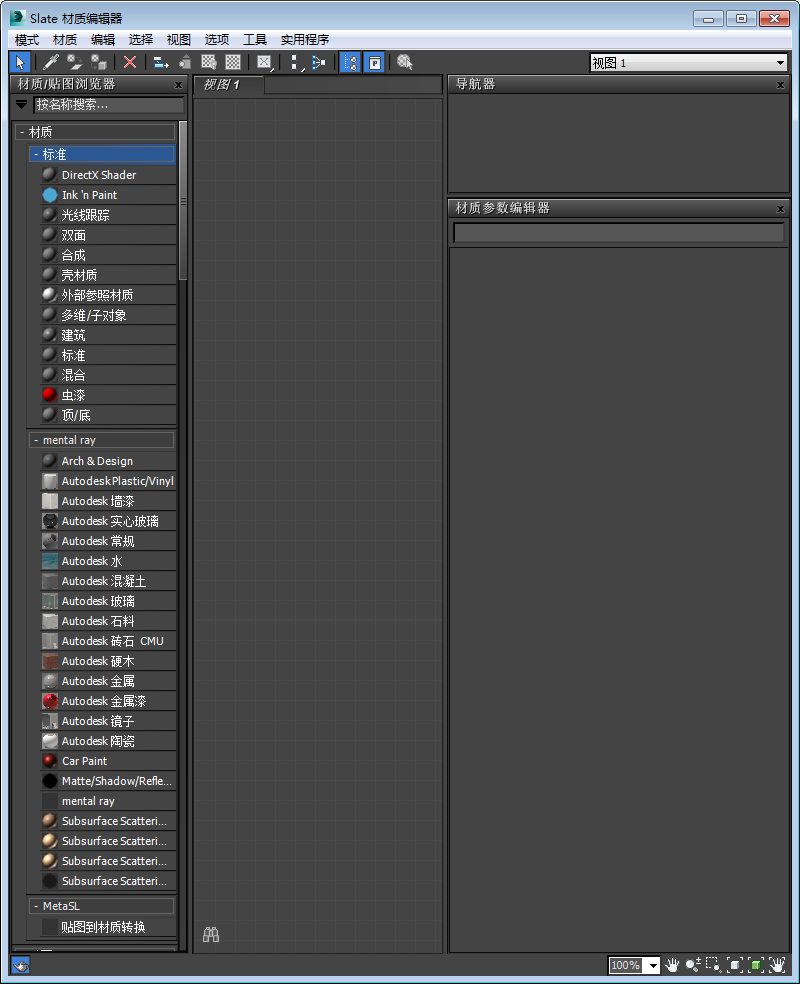 Slate 材质编辑器
模式 材质 编辑 选择 视图 选项 工具 实用程序
P
视图 1
材质/贴图浏览器
x
视图 1
导航器
x
按名称搜索...
- 材质
- 标准
DirectX Shader
Ink 'n Paint
光线跟踪
双面
合成
壳材质
外部参照材质
多维/子对象
建筑
标准
混合
虫漆
顶/底
材质参数编辑器
x
- mental ray
Arch & Design
Autodesk Plastic/Vinyl
Autodesk 墙漆
Autodesk 实心玻璃
Autodesk 常规
Autodesk 水
Autodesk 混凝土
Autodesk 玻璃
Autodesk 石料
Autodesk 砖石 CMU
Autodesk 硬木
Autodesk 金属
Autodesk 金属漆
Autodesk 镜子
Autodesk 陶瓷
Car Paint
Matte/Shadow/Refle...
mental ray
Subsurface Scatteri...
Subsurface Scatteri...
Subsurface Scatteri...
Subsurface Scatteri...
- MetaSL
贴图到材质转换
100%